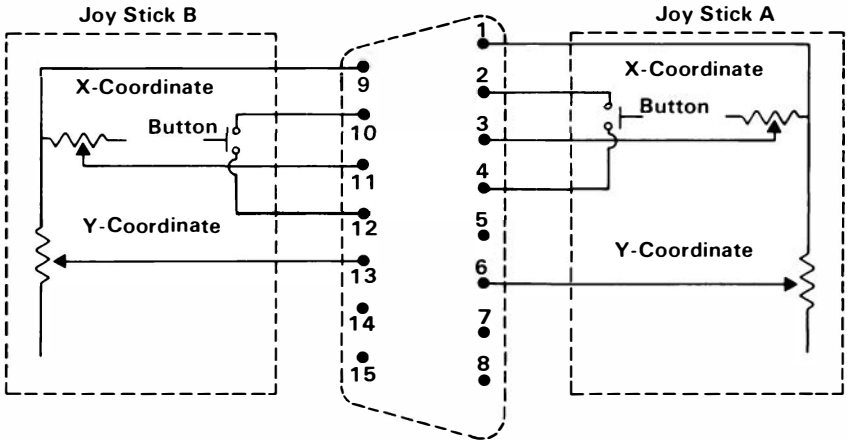 Joy Stick B
Joy Stick A
1
X-Coordinate
9
2
X-Coordinate
Button
10
Button
3
11
4
12
5
Y-Coordinate
Y-Coordinate
13
6
14
7
15
8